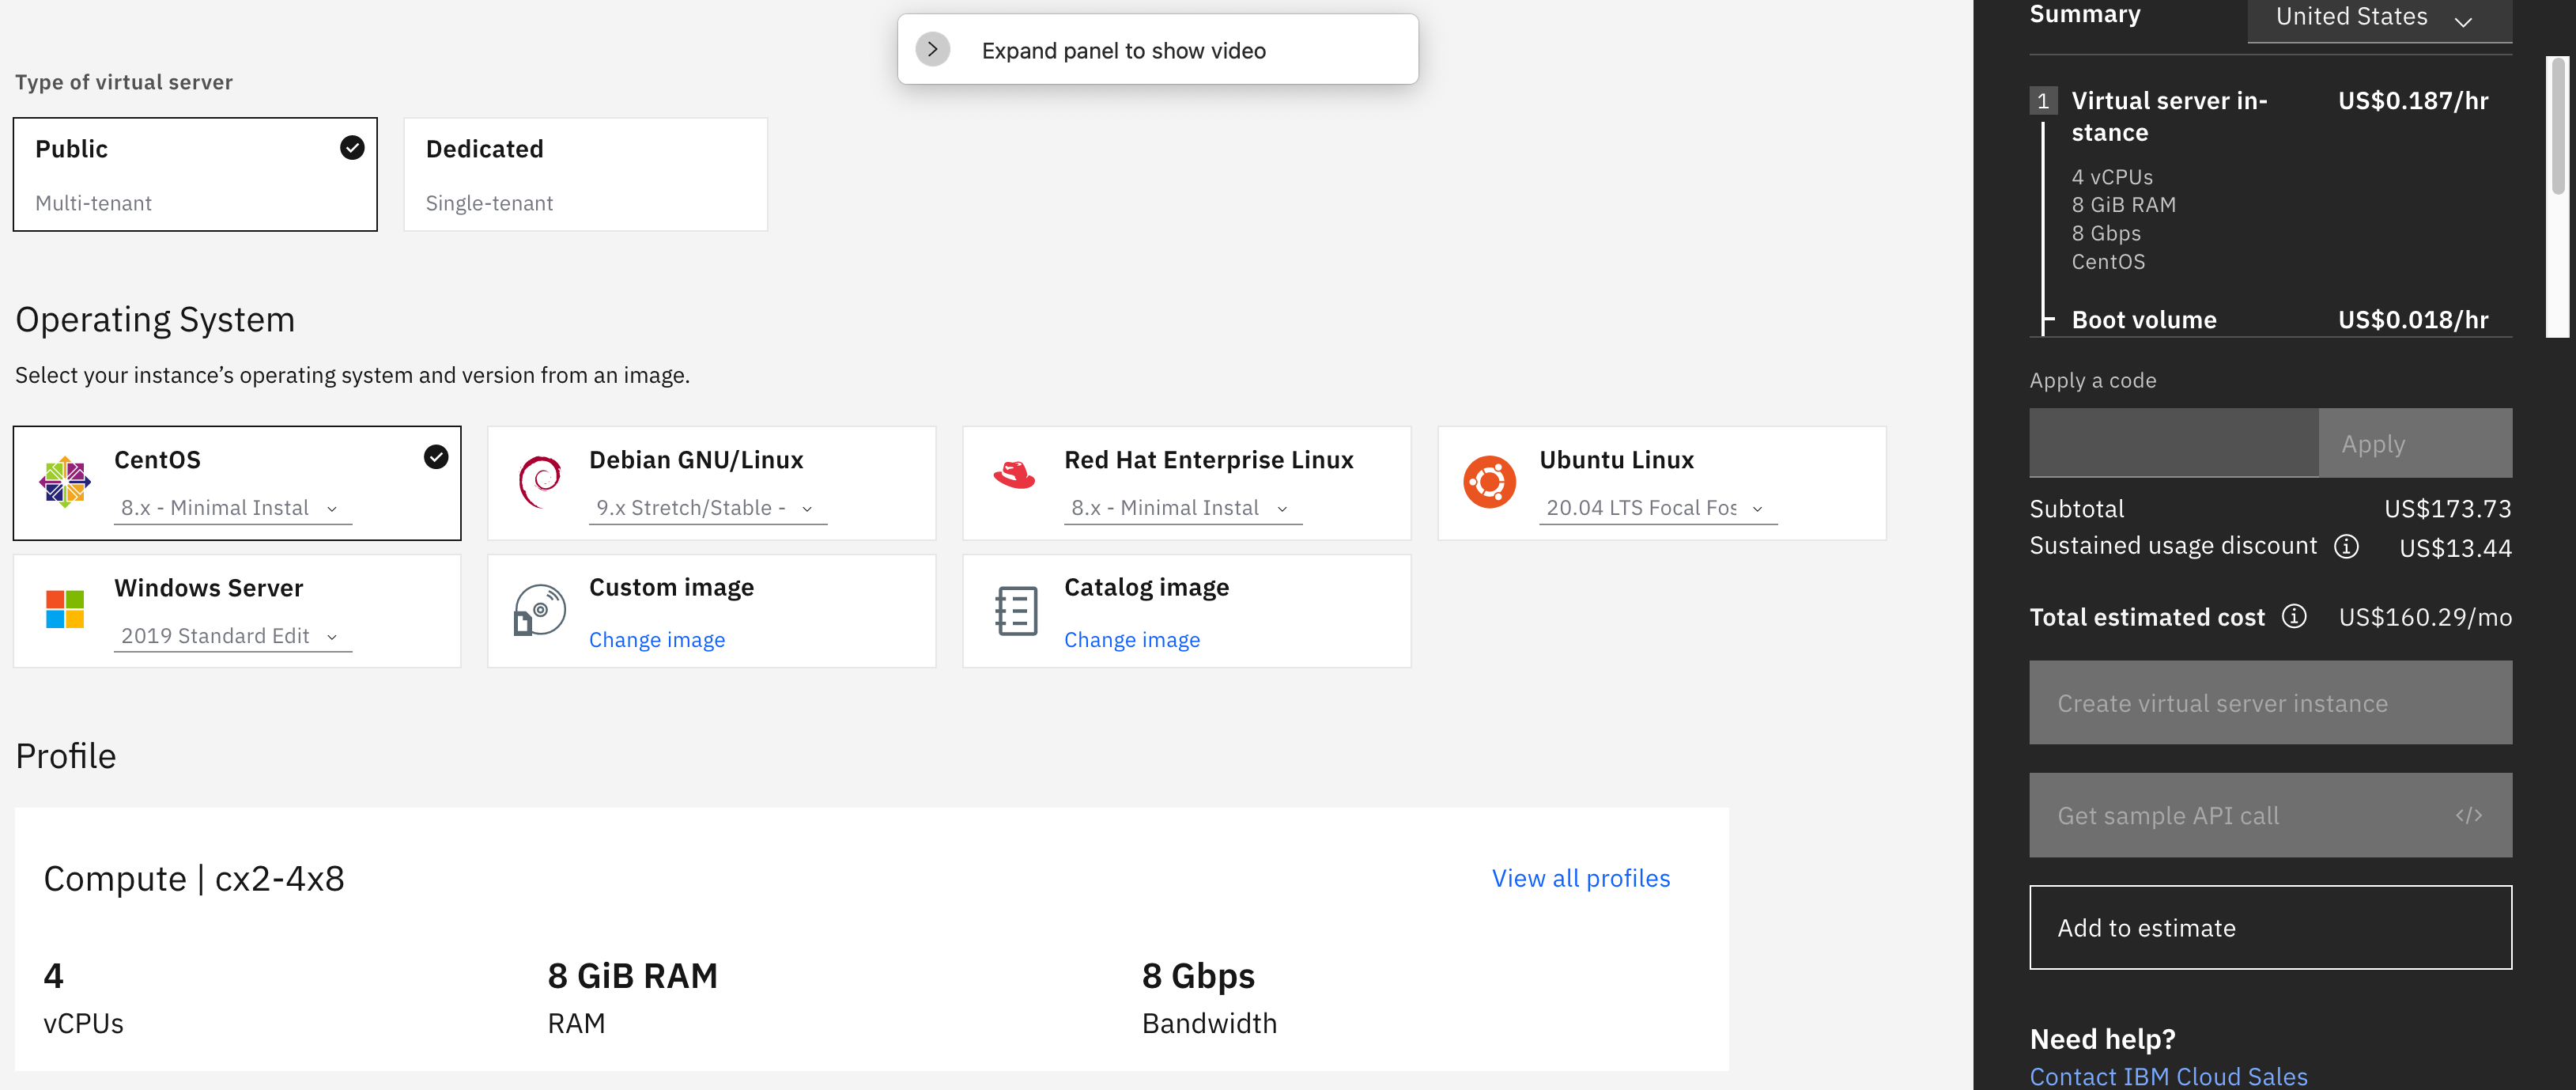 Expand panel to show video
Type of virtual server
Public
Multi-tenant
Dedicated
Single-tenant
Operating System
Select your instance’s operating system and version from an image.
CentOS
8.x - Minimal Instal
Debian GNU/Linux
9.x Stretch/Stable -
Red Hat Enterprise Linux
8.x - Minimal Instal
Ubuntu Linux
20.04 LTS Focal Fos
Windows Server
2019 Standard Edit
Custom image
Change image
Catalog image
Change image
Profile
Compute | cx2-4x8
View all profiles
4
vCPUs
8 GiB RAM
RAM
8 Gbps
Bandwidth
Summary
United States
1
Virtual server in-
stance
US$0.187/hr
4 vCPUs
8 GiB RAM
8 Gbps
CentOS
Boot volume US$0.018/hr
Apply a code
Apply
Subtotal US$173.73
Sustained usage discount US$13.44
Total estimated cost US$160.29/mo
Create virtual server instance
Get sample API call </>
Add to estimate
Need help?
Contact IBM Cloud Sales